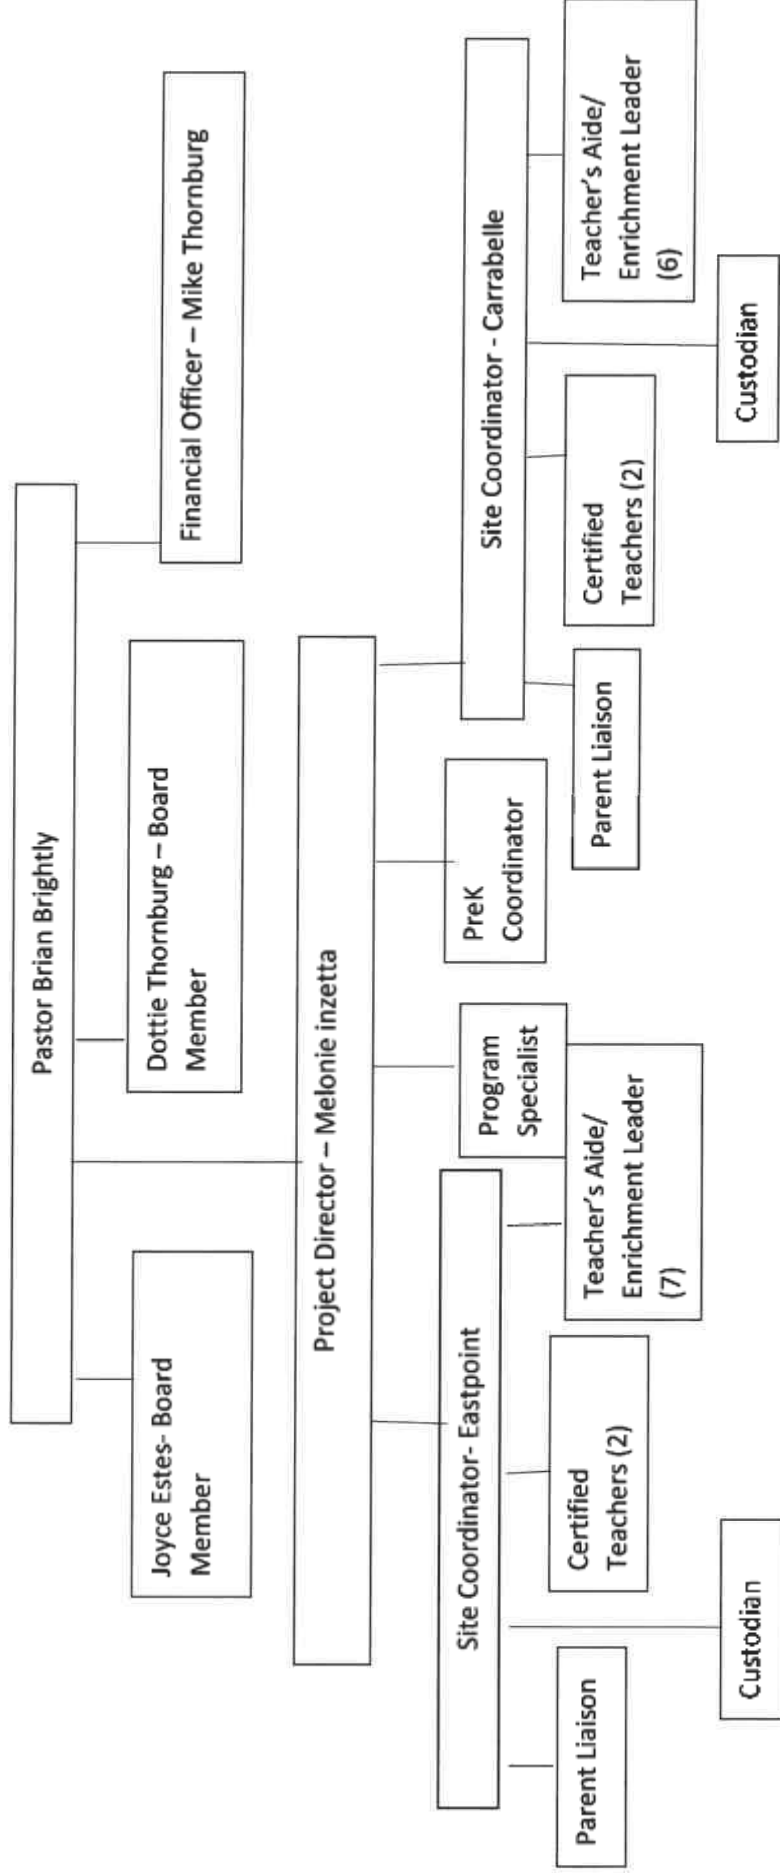 Pastor Brian Brightly
Joyce Estes- Board
Member
Dottie Thornburg – Board
Member
Financial Officer – Mike Thornburg
Project Director – Melonie inzetta
Site Coordinator- Eastpoint
Program
Specialist
PreK
Coordinator
Site Coordinator - Carrabelle
Parent Liaison
Certified
Teachers (2)
Teacher's Aide/
Enrichment Leader
(7)
Custodian
Parent Liaison
Certified
Teachers (2)
Teacher's Aide/
Enrichment Leader
(6)
Custodian